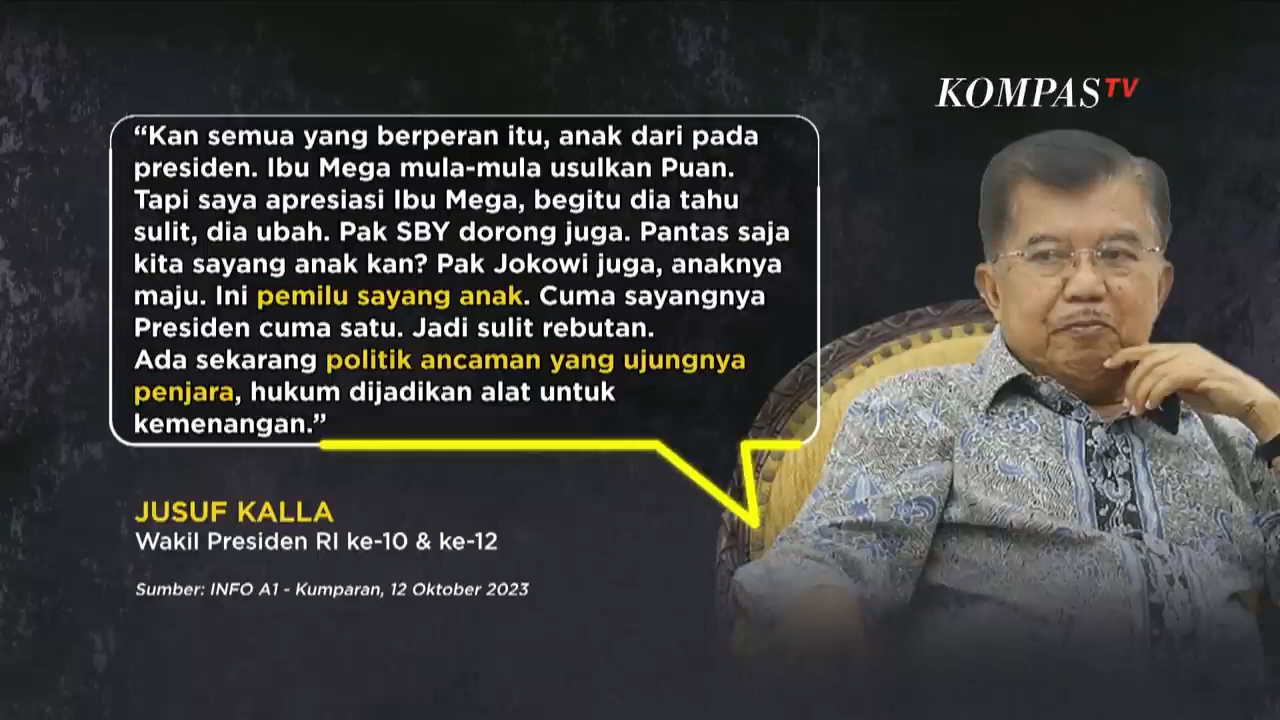 KOMPAS TV
“Kan semua yang berperan itu, anak dari pada
presiden. Ibu Mega mula-mula usulkan Puan.
Tapi saya apresiasi Ibu Mega, begitu dia tahu
sulit, dia ubah. Pak SBY dorong juga. Pantas saja
kita sayang anak kan? Pak Jokowi juga, anaknya
maju. Ini pemilu sayang anak. Cuma sayangnya
Presiden cuma satu. Jadi sulit rebutan.
Ada sekarang politik ancaman yang ujungnya
penjara, hukum dijadikan alat untuk
kemenangan.”
JUSUF KALLA
Wakil Presiden RI ke-10 & ke-12
Sumber: INFO A1 - Kumparan, 12 Oktober 2023